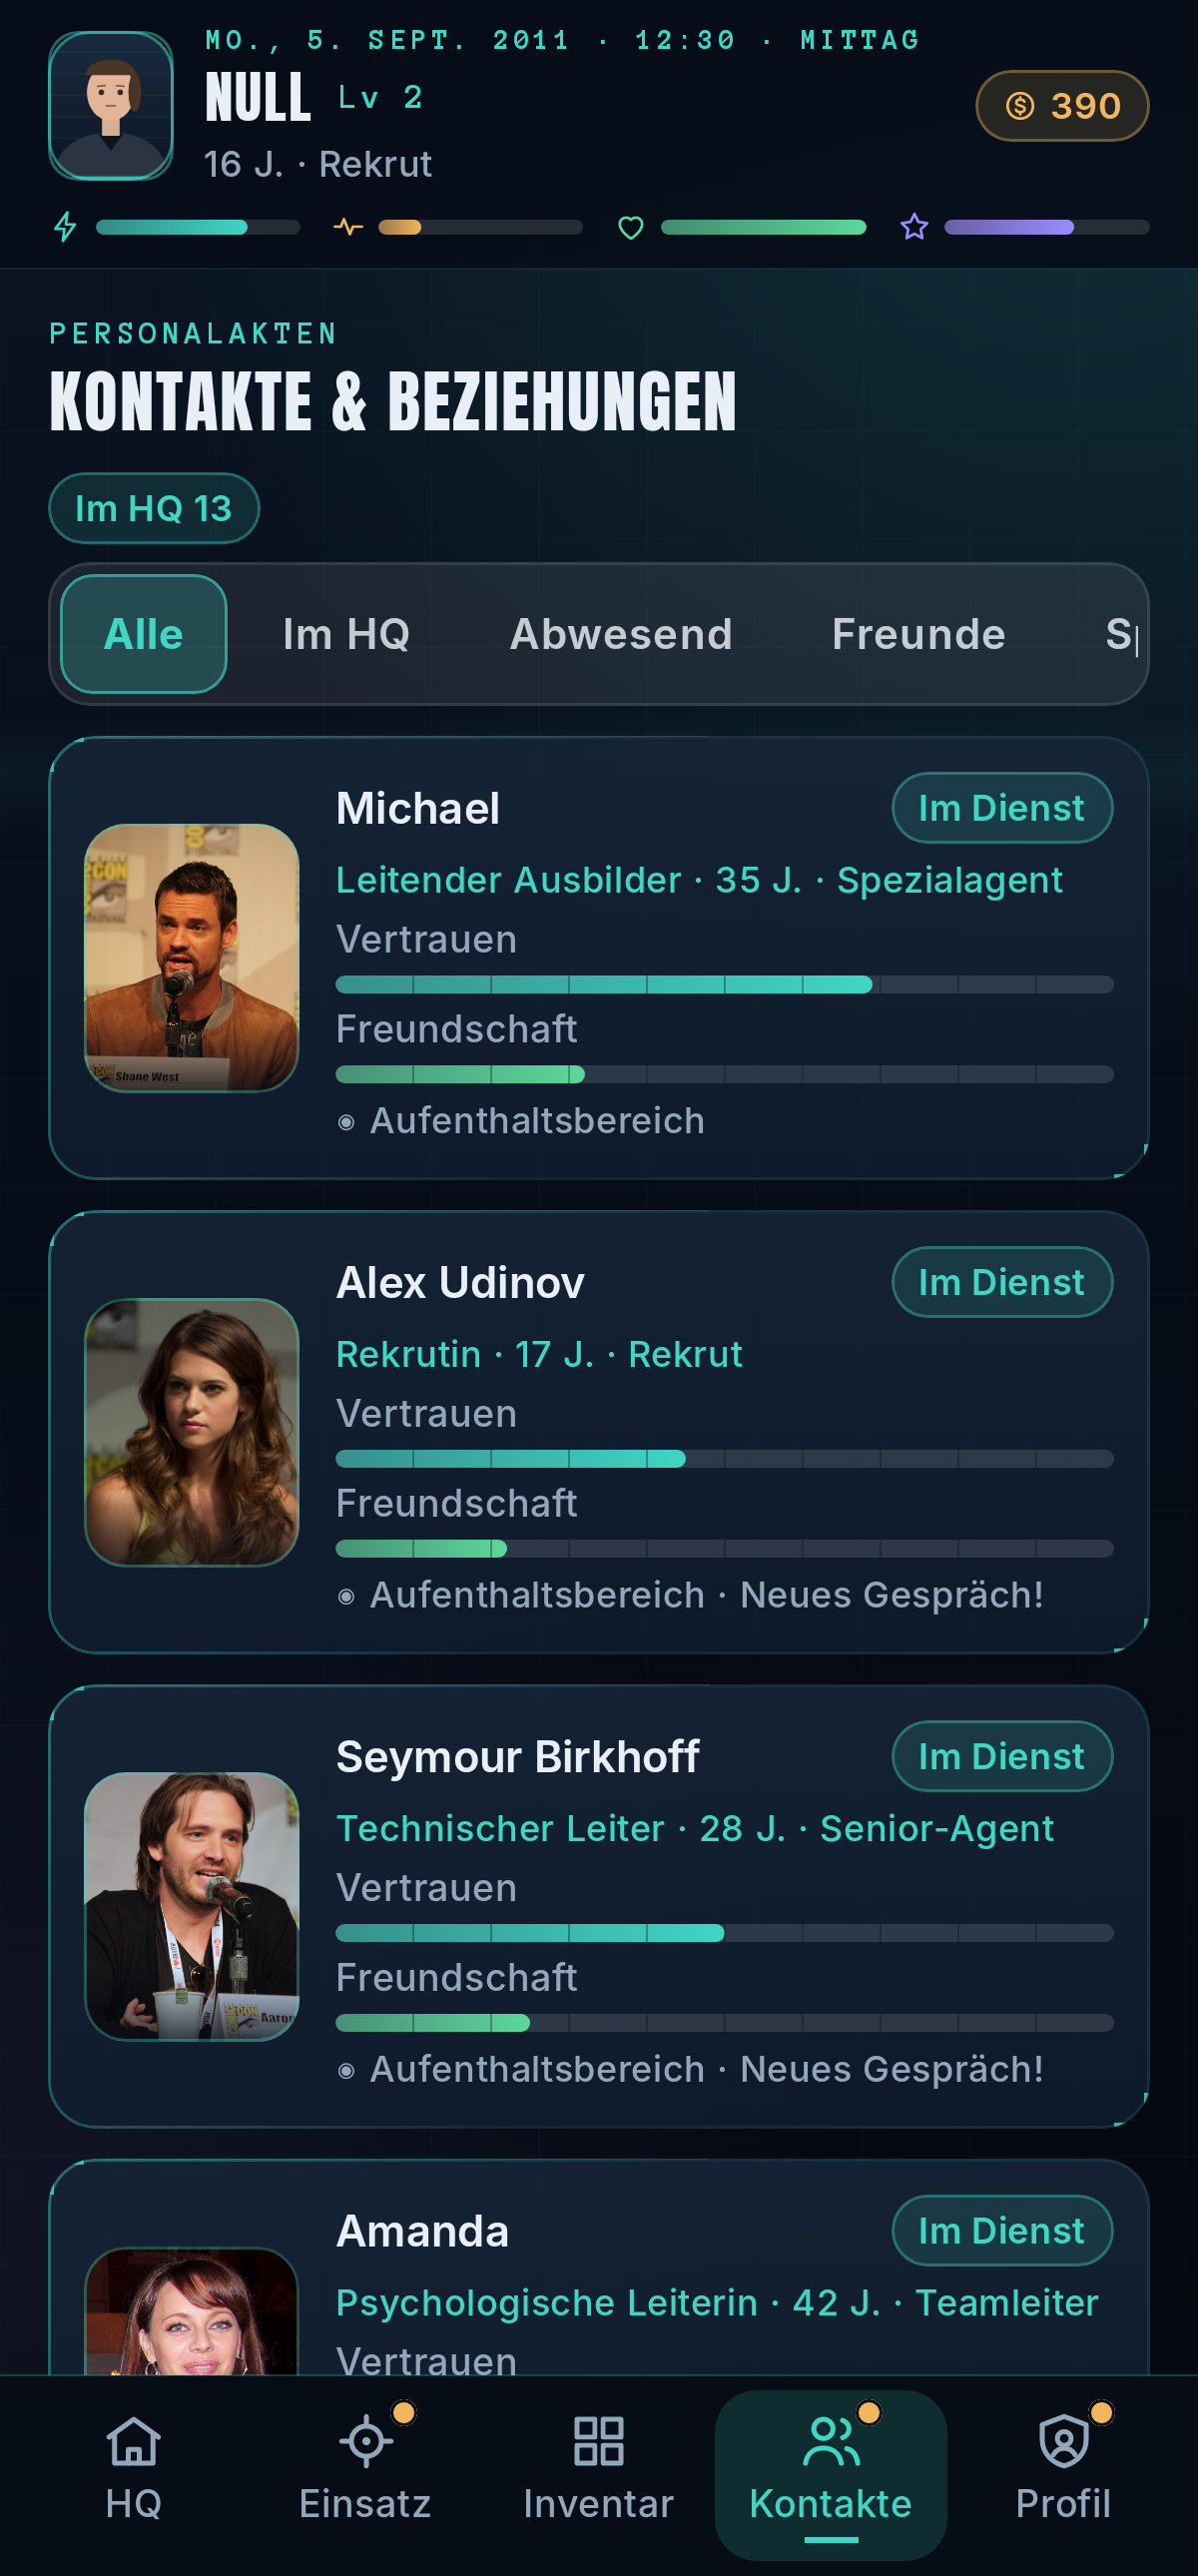 MO., 5. SEPT. 2011 · 12:30 · MITTAG
NULL Lv 2
390
16 J. · Rekrut
PERSONALAKTEN
KONTAKTE & BEZIEHUNGEN
Im HQ 13
Alle Im HQ Abwesend Freunde
Michael Im Dienst
Leitender Ausbilder · 35 J. · Spezialagent
Vertrauen
Freundschaft
Shane West
Aufenthaltsbereich
Alex Udinov Im Dienst
Rekrutin · 17 J. · Rekrut
Vertrauen
Freundschaft
Aufenthaltsbereich · Neues Gespräch!
Seymour Birkhoff Im Dienst
Technischer Leiter · 28 J. · Senior-Agent
Vertrauen
Freundschaft
Aaron
Aufenthaltsbereich · Neues Gespräch!
Amanda Im Dienst
Psychologische Leiterin · 42 J. · Teamleiter
Vertrauen
HQ Einsatz Inventar Kontakte Profil